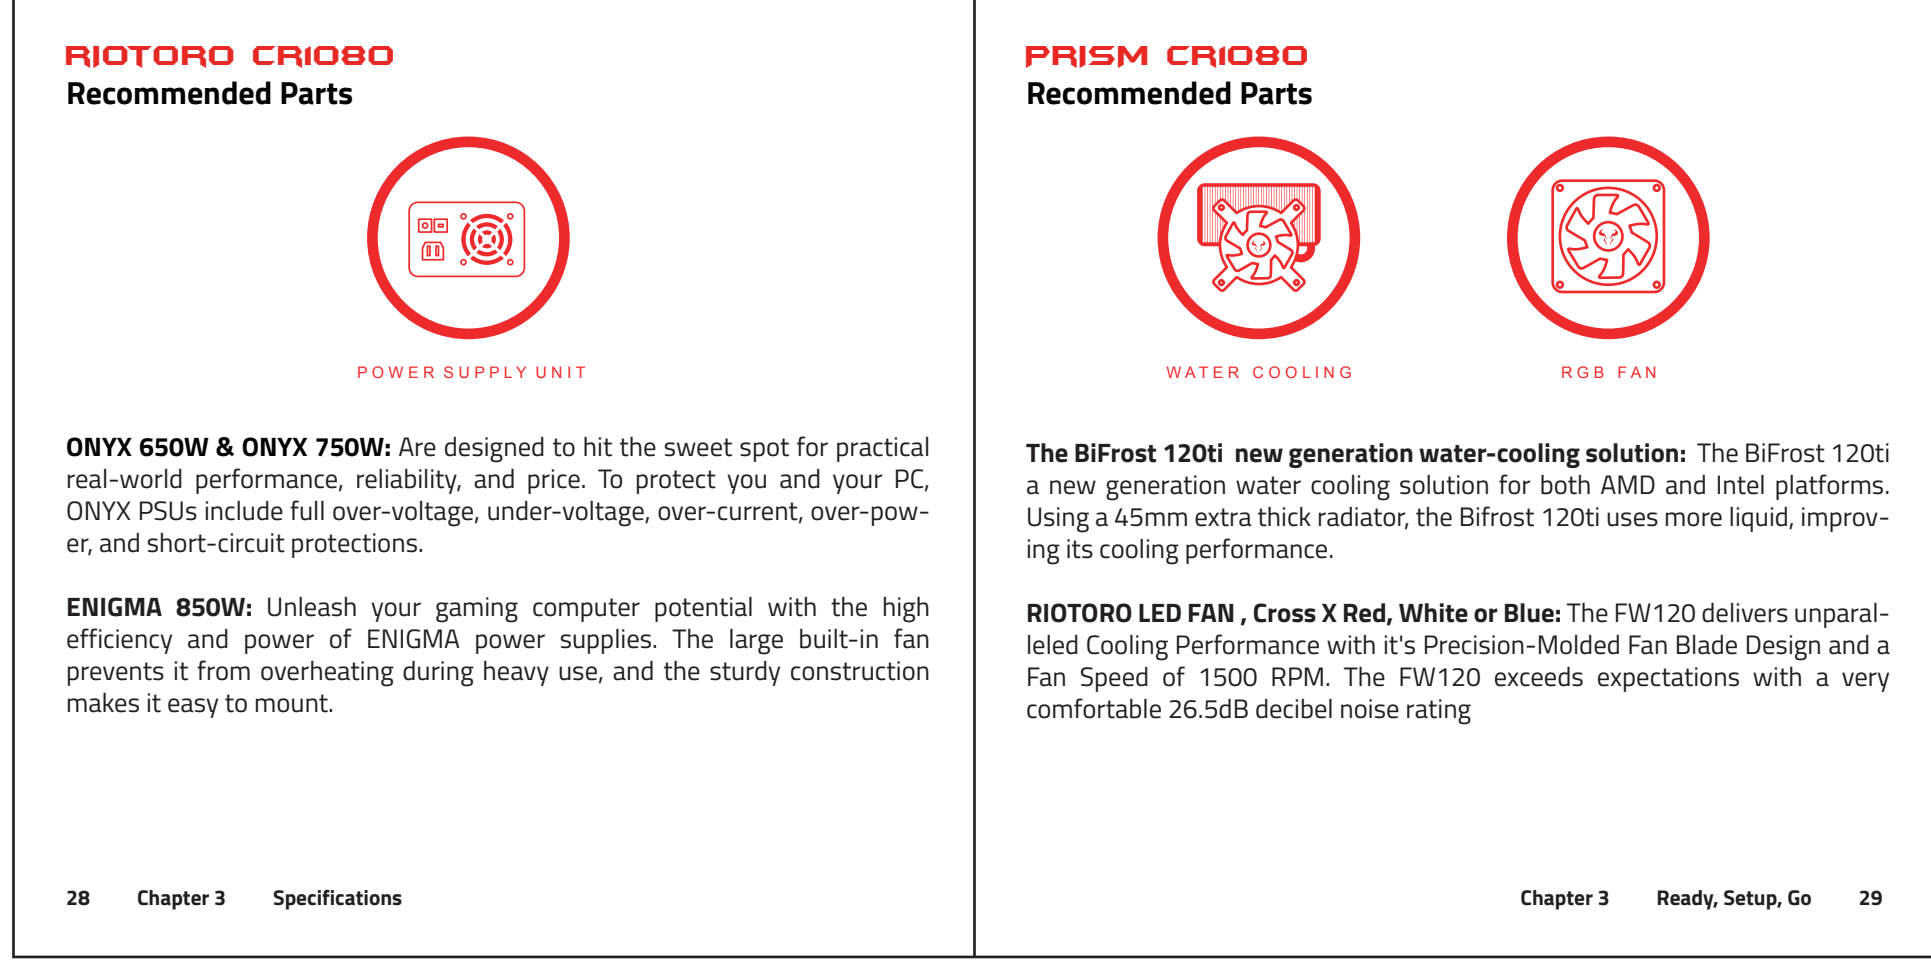 RIOTORO CR1080
Recommended Parts
POWER SUPPLY UNIT
ONYX 650W & ONYX 750W: Are designed to hit the sweet spot for practical
real-world performance, reliability, and price. To protect you and your PC,
ONYX PSUs include full over-voltage, under-voltage, over-current, over-pow-
er, and short-circuit protections.
ENIGMA 850W: Unleash your gaming computer potential with the high
efficiency and power of ENIGMA power supplies. The large built-in fan
prevents it from overheating during heavy use, and the sturdy construction
makes it easy to mount.
28 Chapter 3 Specifications
PRISM CR1080
Recommended Parts
WATER COOLING
RGB FAN
The BiFrost 120ti new generation water-cooling solution: The BiFrost 120ti
a new generation water cooling solution for both AMD and Intel platforms.
Using a 45mm extra thick radiator, the Bifrost 120ti uses more liquid, improv-
ing its cooling performance.
RIOTORO LED FAN , Cross X Red, White or Blue: The FW120 delivers unparal-
leled Cooling Performance with it's Precision-Molded Fan Blade Design and a
Fan Speed of 1500 RPM. The FW120 exceeds expectations with a very
comfortable 26.5dB decibel noise rating
Chapter 3 Ready, Setup, Go 29